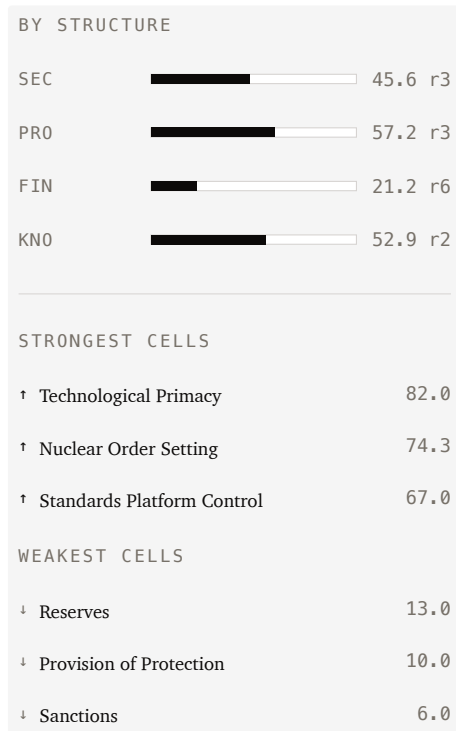 BY STRUCTURE
SEC 45.6 r3
PRO 57.2 r3
FIN 21.2 r6
KNO 52.9 r2
STRONGEST CELLS
↑ Technological Primacy 82.0
↑ Nuclear Order Setting 74.3
↑ Standards Platform Control 67.0
WEAKEST CELLS
↓ Reserves 13.0
↓ Provision of Protection 10.0
↓ Sanctions 6.0